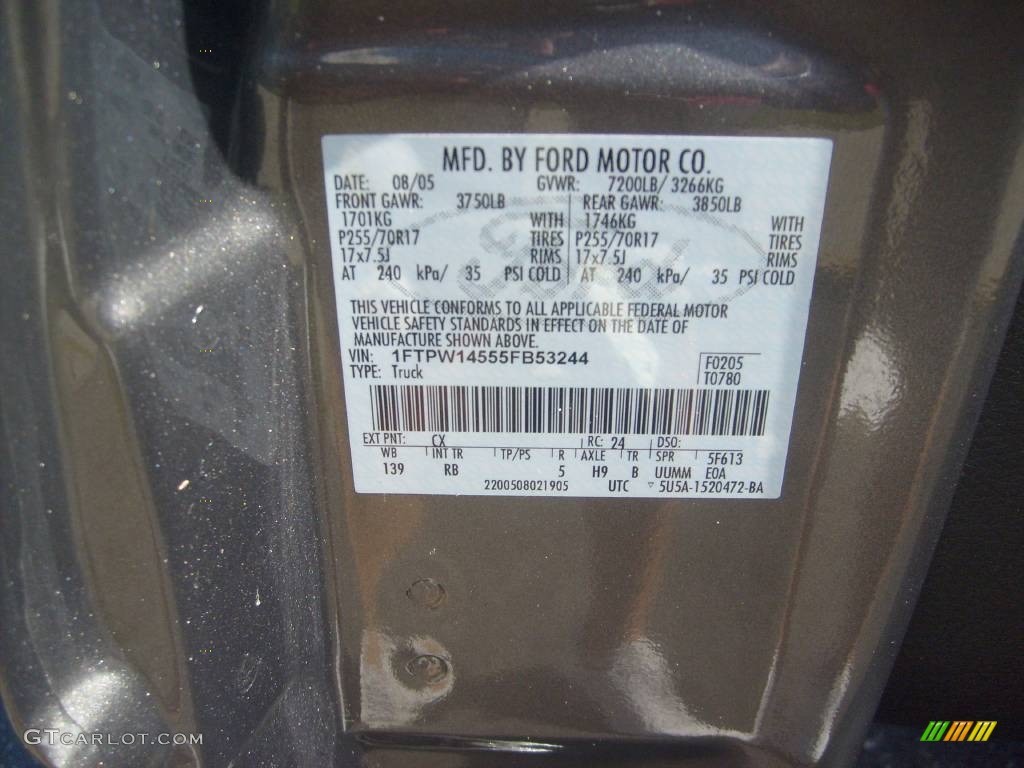 MFD. BY FORD MOTOR CO.
DATE: 08/05 GVWR: 7200LB/ 3266KG
FRONT GAWR: 3750LB REAR GAWR: 3850LB
1701KG WITH 1746KG WITH
P255/70R17 TIRES P255/70R17 TIRES
17x7.5J RIMS 17x7.5J RIMS
AT 240 kPa/ 35 PSI COLD AT 240 kPa/ 35 PSI COLD
Ford
THIS VEHICLE CONFORMS TO ALL APPLICABLE FEDERAL MOTOR
VEHICLE SAFETY STANDARDS IN EFFECT ON THE DATE OF
MANUFACTURE SHOWN ABOVE.
VIN: 1FTPW14555FB53244 F0205
TYPE: Truck T0780
EXT PNT: CX RC: 24 DSO:
WB INT TR TP/PS R AXLE TR SPR 5F613
139 RB 5 H9 B UUMM E0A
2200508021905 UTC ▽ 5U5A-1520472-BA
GTCARLOT.COM